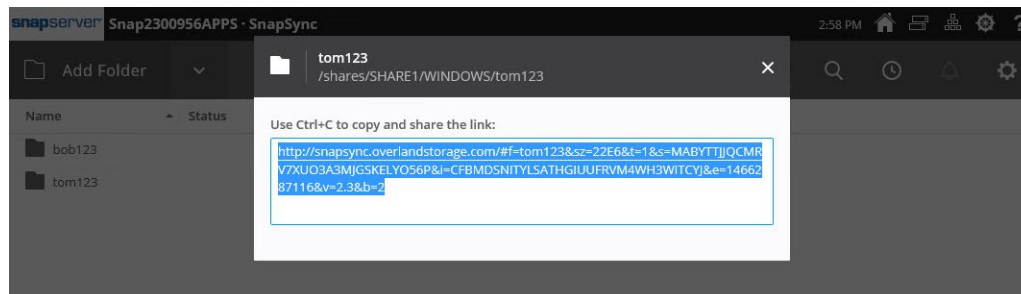 snapserver Snap2300956APPS · SnapSync
2:58 PM
tom123
/shares/SHARE1/WINDOWS/tom123
Add Folder
Name
Status
Use Ctrl+C to copy and share the link:
http://snapsync.overlandstorage.com/#f=tom123&sz=22E6&t=1&s=MABYTTJJQCMR
V7XUO3A3MJGSKELYO56P&i=CFBMDSNITYLSATHGIUUFRVM4WH3WITCYJ&e=14662
87116&v=2.3&b=2
bob123
tom123